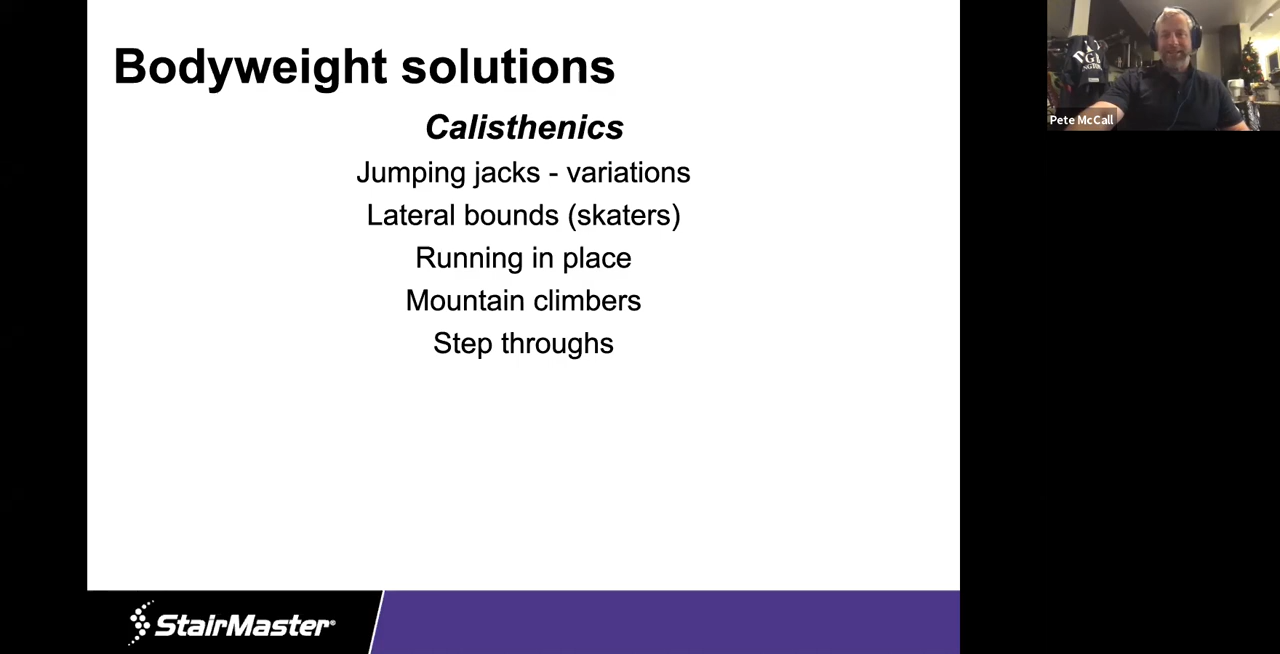 Bodyweight solutions
Calisthenics
Jumping jacks - variations
Lateral bounds (skaters)
Running in place
Mountain climbers
Step throughs
StairMaster®
Pete McCall